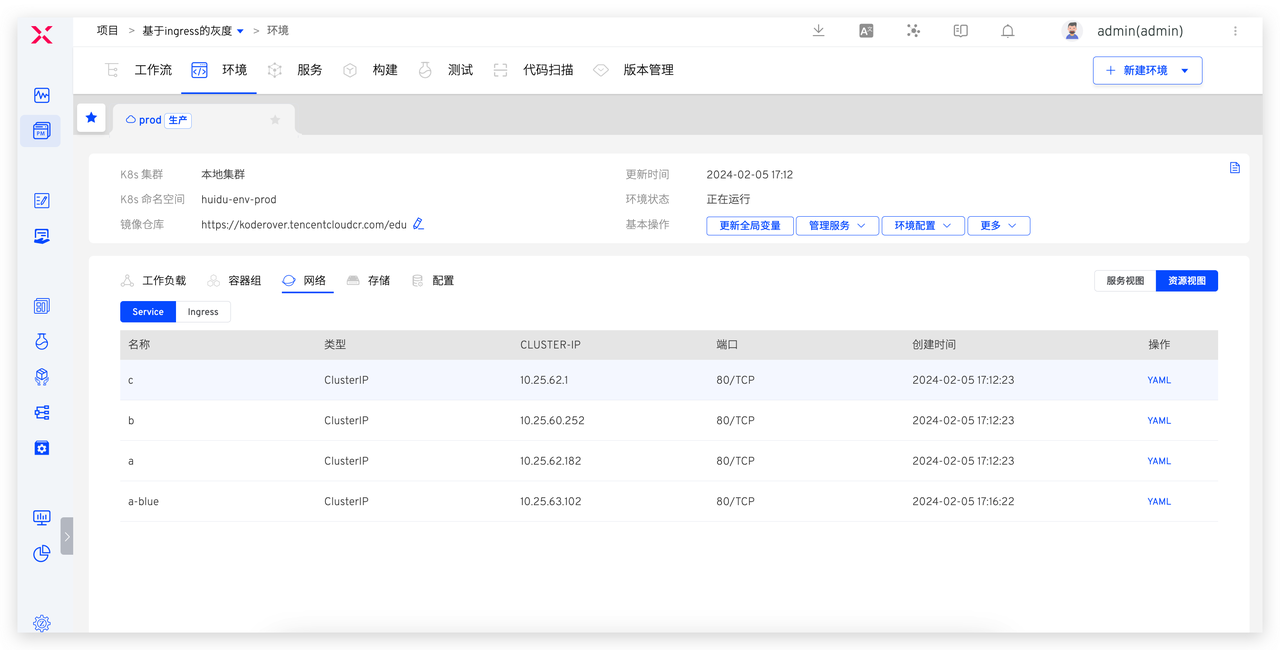 项目 > 基于ingress的灰度 > 环境
admin(admin)
工作流 环境 服务 构建 测试 代码扫描 版本管理
+ 新建环境
prod 生产
K8s 集群 本地集群 更新时间 2024-02-05 17:12
K8s 命名空间 huidu-env-prod 环境状态 正在运行
镜像仓库 https://koderover.tencentcloudcr.com/edu 基本操作 更新全局变量 管理服务 环境配置 更多
工作负载 容器组 网络 存储 配置 服务视图 资源视图
Service Ingress
名称 类型 CLUSTER-IP 端口 创建时间 操作
c ClusterIP 10.25.62.1 80/TCP 2024-02-05 17:12:23 YAML
b ClusterIP 10.25.60.252 80/TCP 2024-02-05 17:12:23 YAML
a ClusterIP 10.25.62.182 80/TCP 2024-02-05 17:12:23 YAML
a-blue ClusterIP 10.25.63.102 80/TCP 2024-02-05 17:16:22 YAML